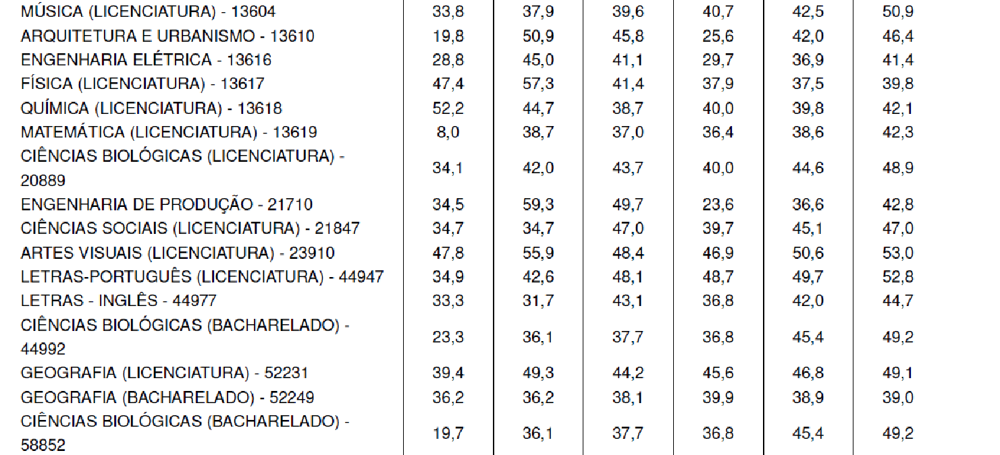 MÚSICA (LICENCIATURA) - 13604 33,8 37,9 39,6 40,7 42,5 50,9
ARQUITETURA E URBANISMO - 13610 19,8 50,9 45,8 25,6 42,0 46,4
ENGENHARIA ELÉTRICA - 13616 28,8 45,0 41,1 29,7 36,9 41,4
FÍSICA (LICENCIATURA) - 13617 47,4 57,3 41,4 37,9 37,5 39,8
QUÍMICA (LICENCIATURA) - 13618 52,2 44,7 38,7 40,0 39,8 42,1
MATEMÁTICA (LICENCIATURA) - 13619 8,0 38,7 37,0 36,4 38,6 42,3
CIÊNCIAS BIOLÓGICAS (LICENCIATURA) -
20889 34,1 42,0 43,7 40,0 44,6 48,9
ENGENHARIA DE PRODUÇÃO - 21710 34,5 59,3 49,7 23,6 36,6 42,8
CIÊNCIAS SOCIAIS (LICENCIATURA) - 21847 34,7 34,7 47,0 39,7 45,1 47,0
ARTES VISUAIS (LICENCIATURA) - 23910 47,8 55,9 48,4 46,9 50,6 53,0
LETRAS-PORTUGUÊS (LICENCIATURA) - 44947 34,9 42,6 48,1 48,7 49,7 52,8
LETRAS - INGLÊS - 44977 33,3 31,7 43,1 36,8 42,0 44,7
CIÊNCIAS BIOLÓGICAS (BACHARELADO) -
44992 23,3 36,1 37,7 36,8 45,4 49,2
GEOGRAFIA (LICENCIATURA) - 52231 39,4 49,3 44,2 45,6 46,8 49,1
GEOGRAFIA (BACHARELADO) - 52249 36,2 36,2 38,1 39,9 38,9 39,0
CIÊNCIAS BIOLÓGICAS (BACHARELADO) -
58852 19,7 36,1 37,7 36,8 45,4 49,2